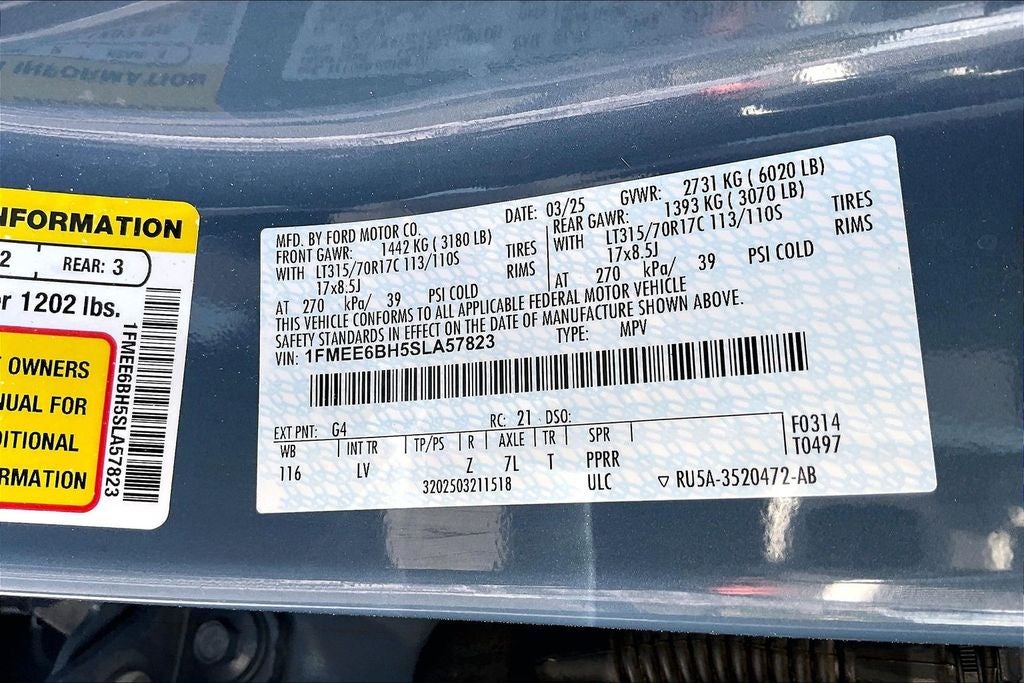 INFORMATION
2 REAR: 3
1202 lbs.
OWNERS
FOR
1FMEE6BH5SLA57823
MFD. BY FORD MOTOR CO. DATE: 03/25 GVWR: 2731 KG ( 6020 LB)
FRONT GAWR: 1442 KG ( 3180 LB) REAR GAWR: 1393 KG ( 3070 LB)
WITH LT315/70R17C 113/110S TIRES WITH LT315/70R17C 113/110S TIRES
17x8.5J RIMS 17x8.5J RIMS
AT 270 kPa/ 39 PSI COLD AT 270 kPa/ 39 PSI COLD
THIS VEHICLE CONFORMS TO ALL APPLICABLE FEDERAL MOTOR VEHICLE
SAFETY STANDARDS IN EFFECT ON THE DATE OF MANUFACTURE SHOWN ABOVE.
VIN: 1FMEE6BH5SLA57823 TYPE: MPV
EXT PNT: G4 RC: 21 DSO: F0314
WB INT TR TP/PS R AXLE TR SPR T0497
116 LV Z 7L T PPRR
3202503211518 ULC ▽ RU5A-3520472-AB